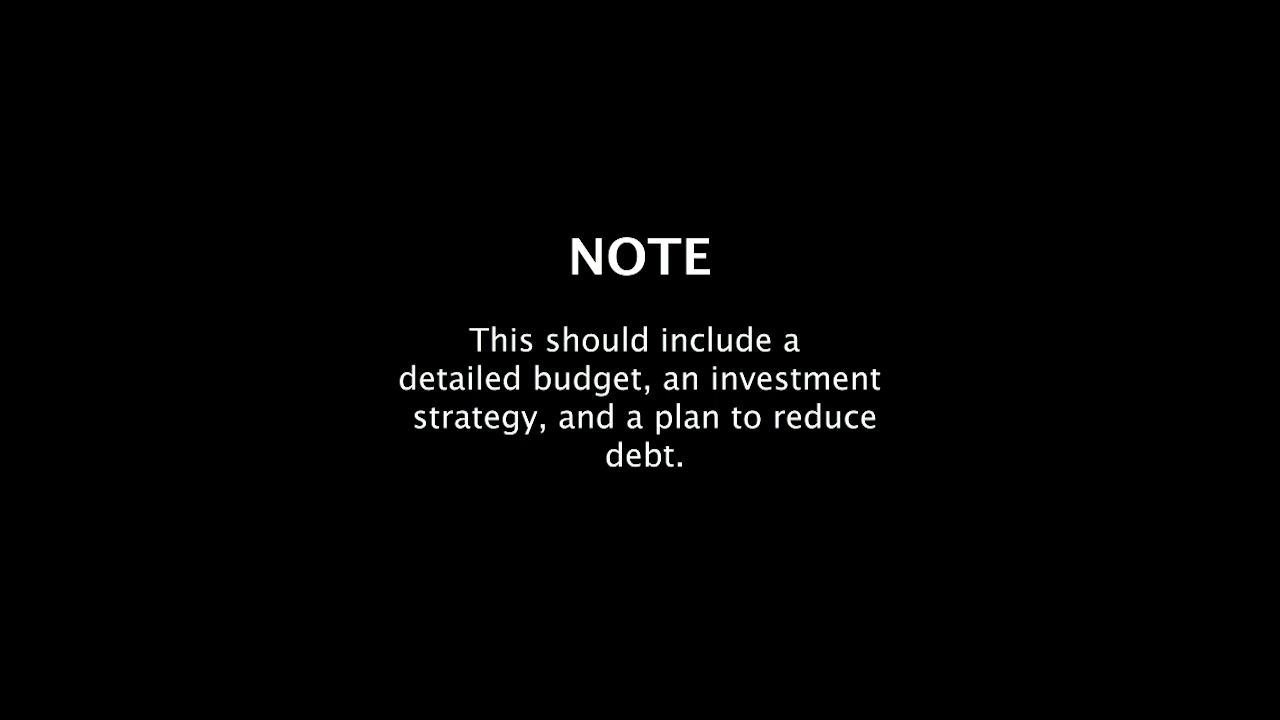 NOTE
This should include a
detailed budget, an investment
strategy, and a plan to reduce
debt.